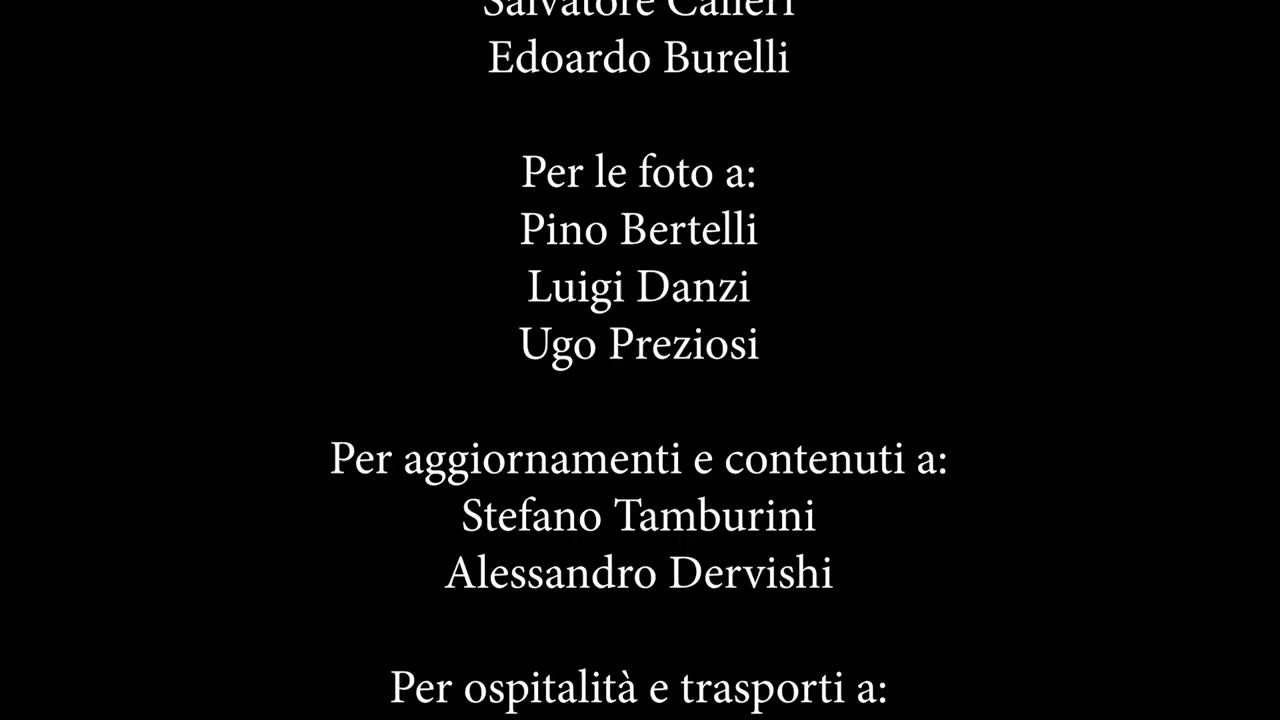 Salvatore
Edoardo Burelli
Per le foto a:
Pino Bertelli
Luigi Danzi
Ugo Preziosi
Per aggiornamenti e contenuti a:
Stefano Tamburini
Alessandro Dervishi
Per ospitalità e trasporti a: